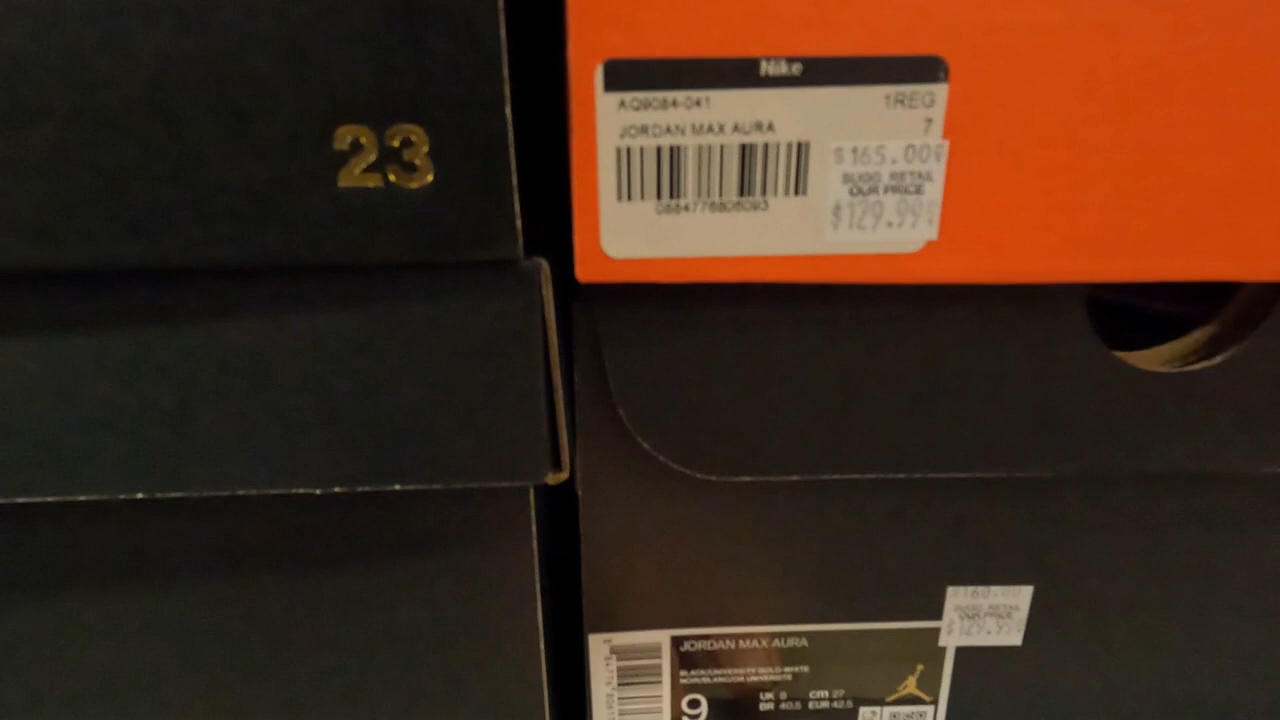 23
Nike
AQ9084-041 1REG
JORDAN MAX AURA 7
$165.00
SUGG. RETAIL
OUR PRICE
$129.99
$160.00
SUGG. RETAIL
OUR PRICE
$129.99
JORDAN MAX AURA
BLACK/UNIVERSITY GOLD-WHITE
NOIR/BLANC/OR UNIVERSITE
UK 8 cm 27
BR 40.5 EUR 42.5